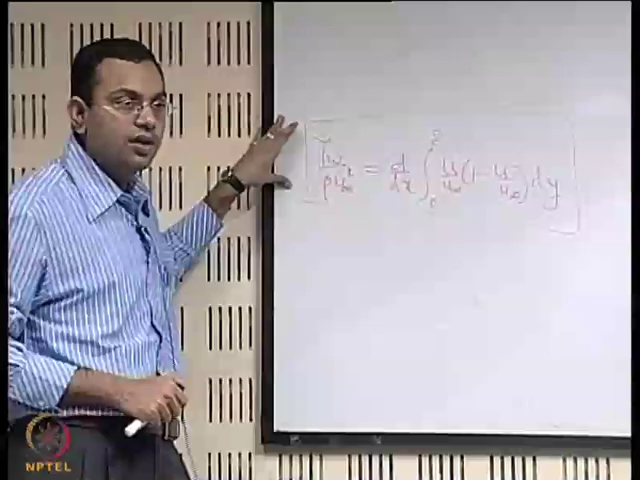 τw/ρu∞² = d/dx ∫₀^δ u/u∞ (1 - u/u∞) dy
NPTEL